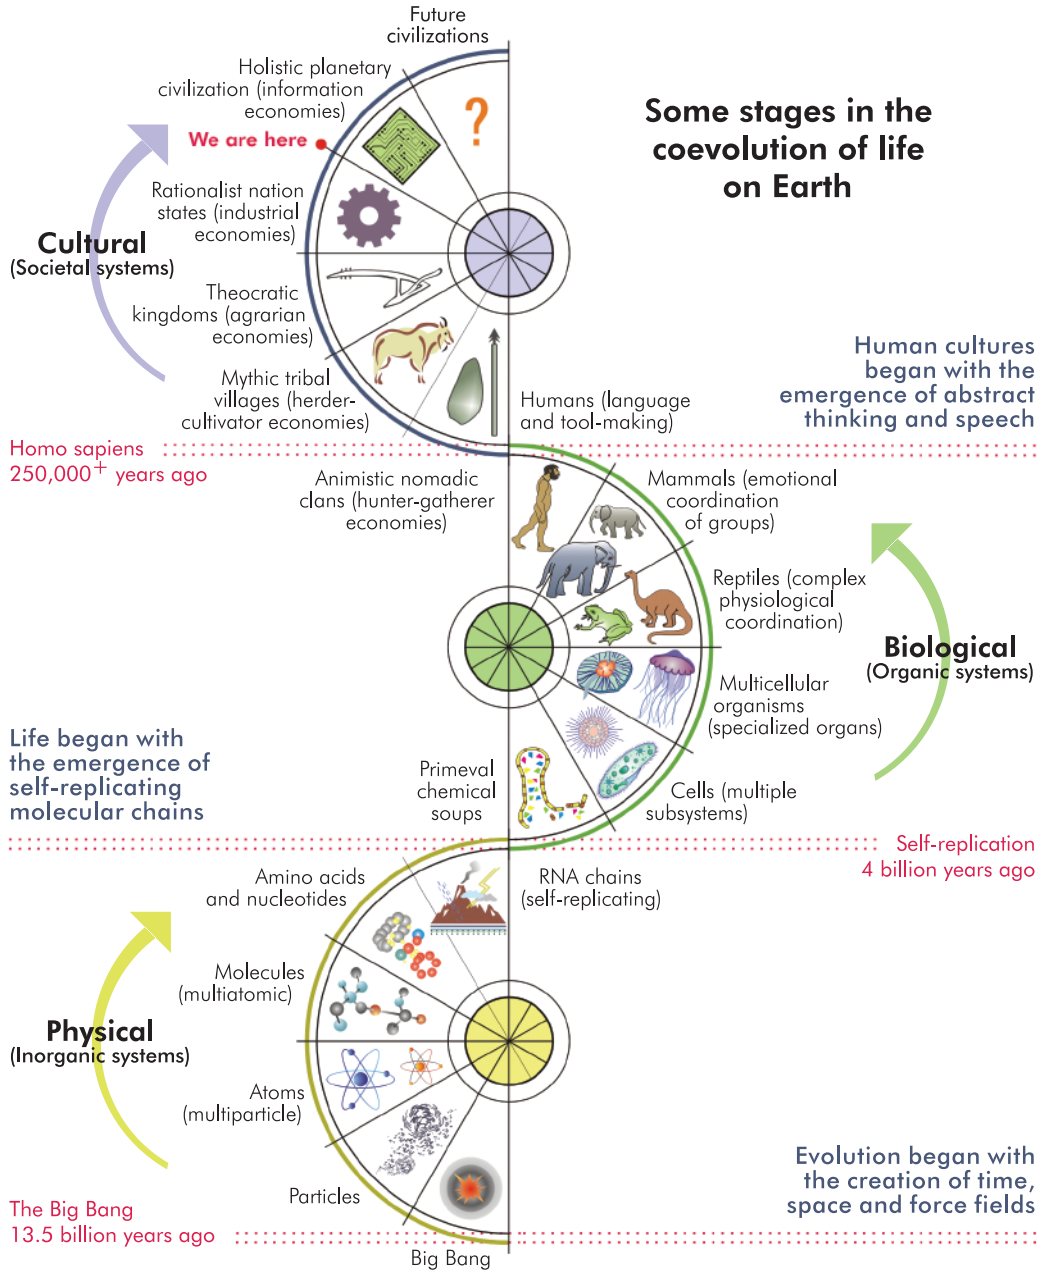 Future
civilizations
Holistic planetary
civilization (information
economies)
We are here
Some stages in the
coevolution of life
on Earth
Rationalist nation
states (industrial
economies)
Cultural
(Societal systems)
Theocratic
kingdoms (agrarian
economies)
Mythic tribal
villages (herder-
cultivator economies)
Humans (language
and tool-making)
Human cultures
began with the
emergence of abstract
thinking and speech
Homo sapiens
250,000+ years ago
Animistic nomadic
clans (hunter-gatherer
economies)
Mammals (emotional
coordination
of groups)
Reptiles (complex
physiological
coordination)
Biological
(Organic systems)
Multicellular
organisms
(specialized organs)
Life began with
the emergence of
self-replicating
molecular chains
Primeval
chemical
soups
Cells (multiple
subsystems)
Self-replication
4 billion years ago
Amino acids
and nucleotides
RNA chains
(self-replicating)
Molecules
(multiatomic)
Physical
(Inorganic systems)
Atoms
(multiparticle)
Particles
Evolution began with
the creation of time,
space and force fields
The Big Bang
13.5 billion years ago
Big Bang
?